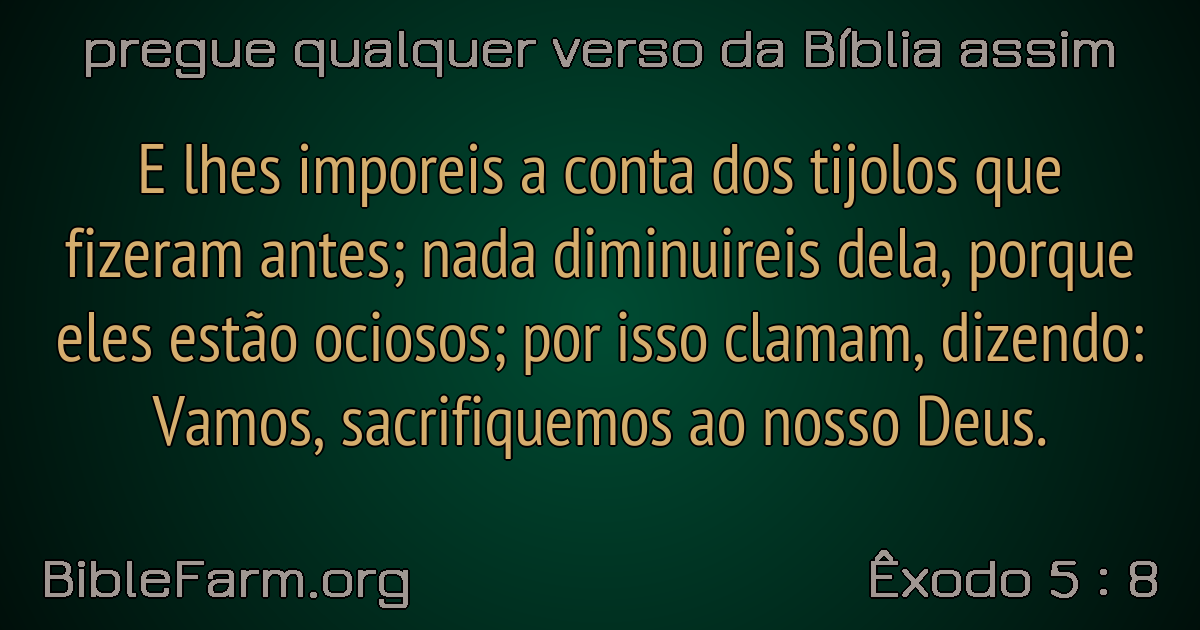 pregue qualquer verso da Bíblia assim
E lhes imporeis a conta dos tijolos que
fizeram antes; nada diminuireis dela, porque
eles estão ociosos; por isso clamam, dizendo:
Vamos, sacrifiquemos ao nosso Deus.
BibleFarm.org
Êxodo 5 : 8